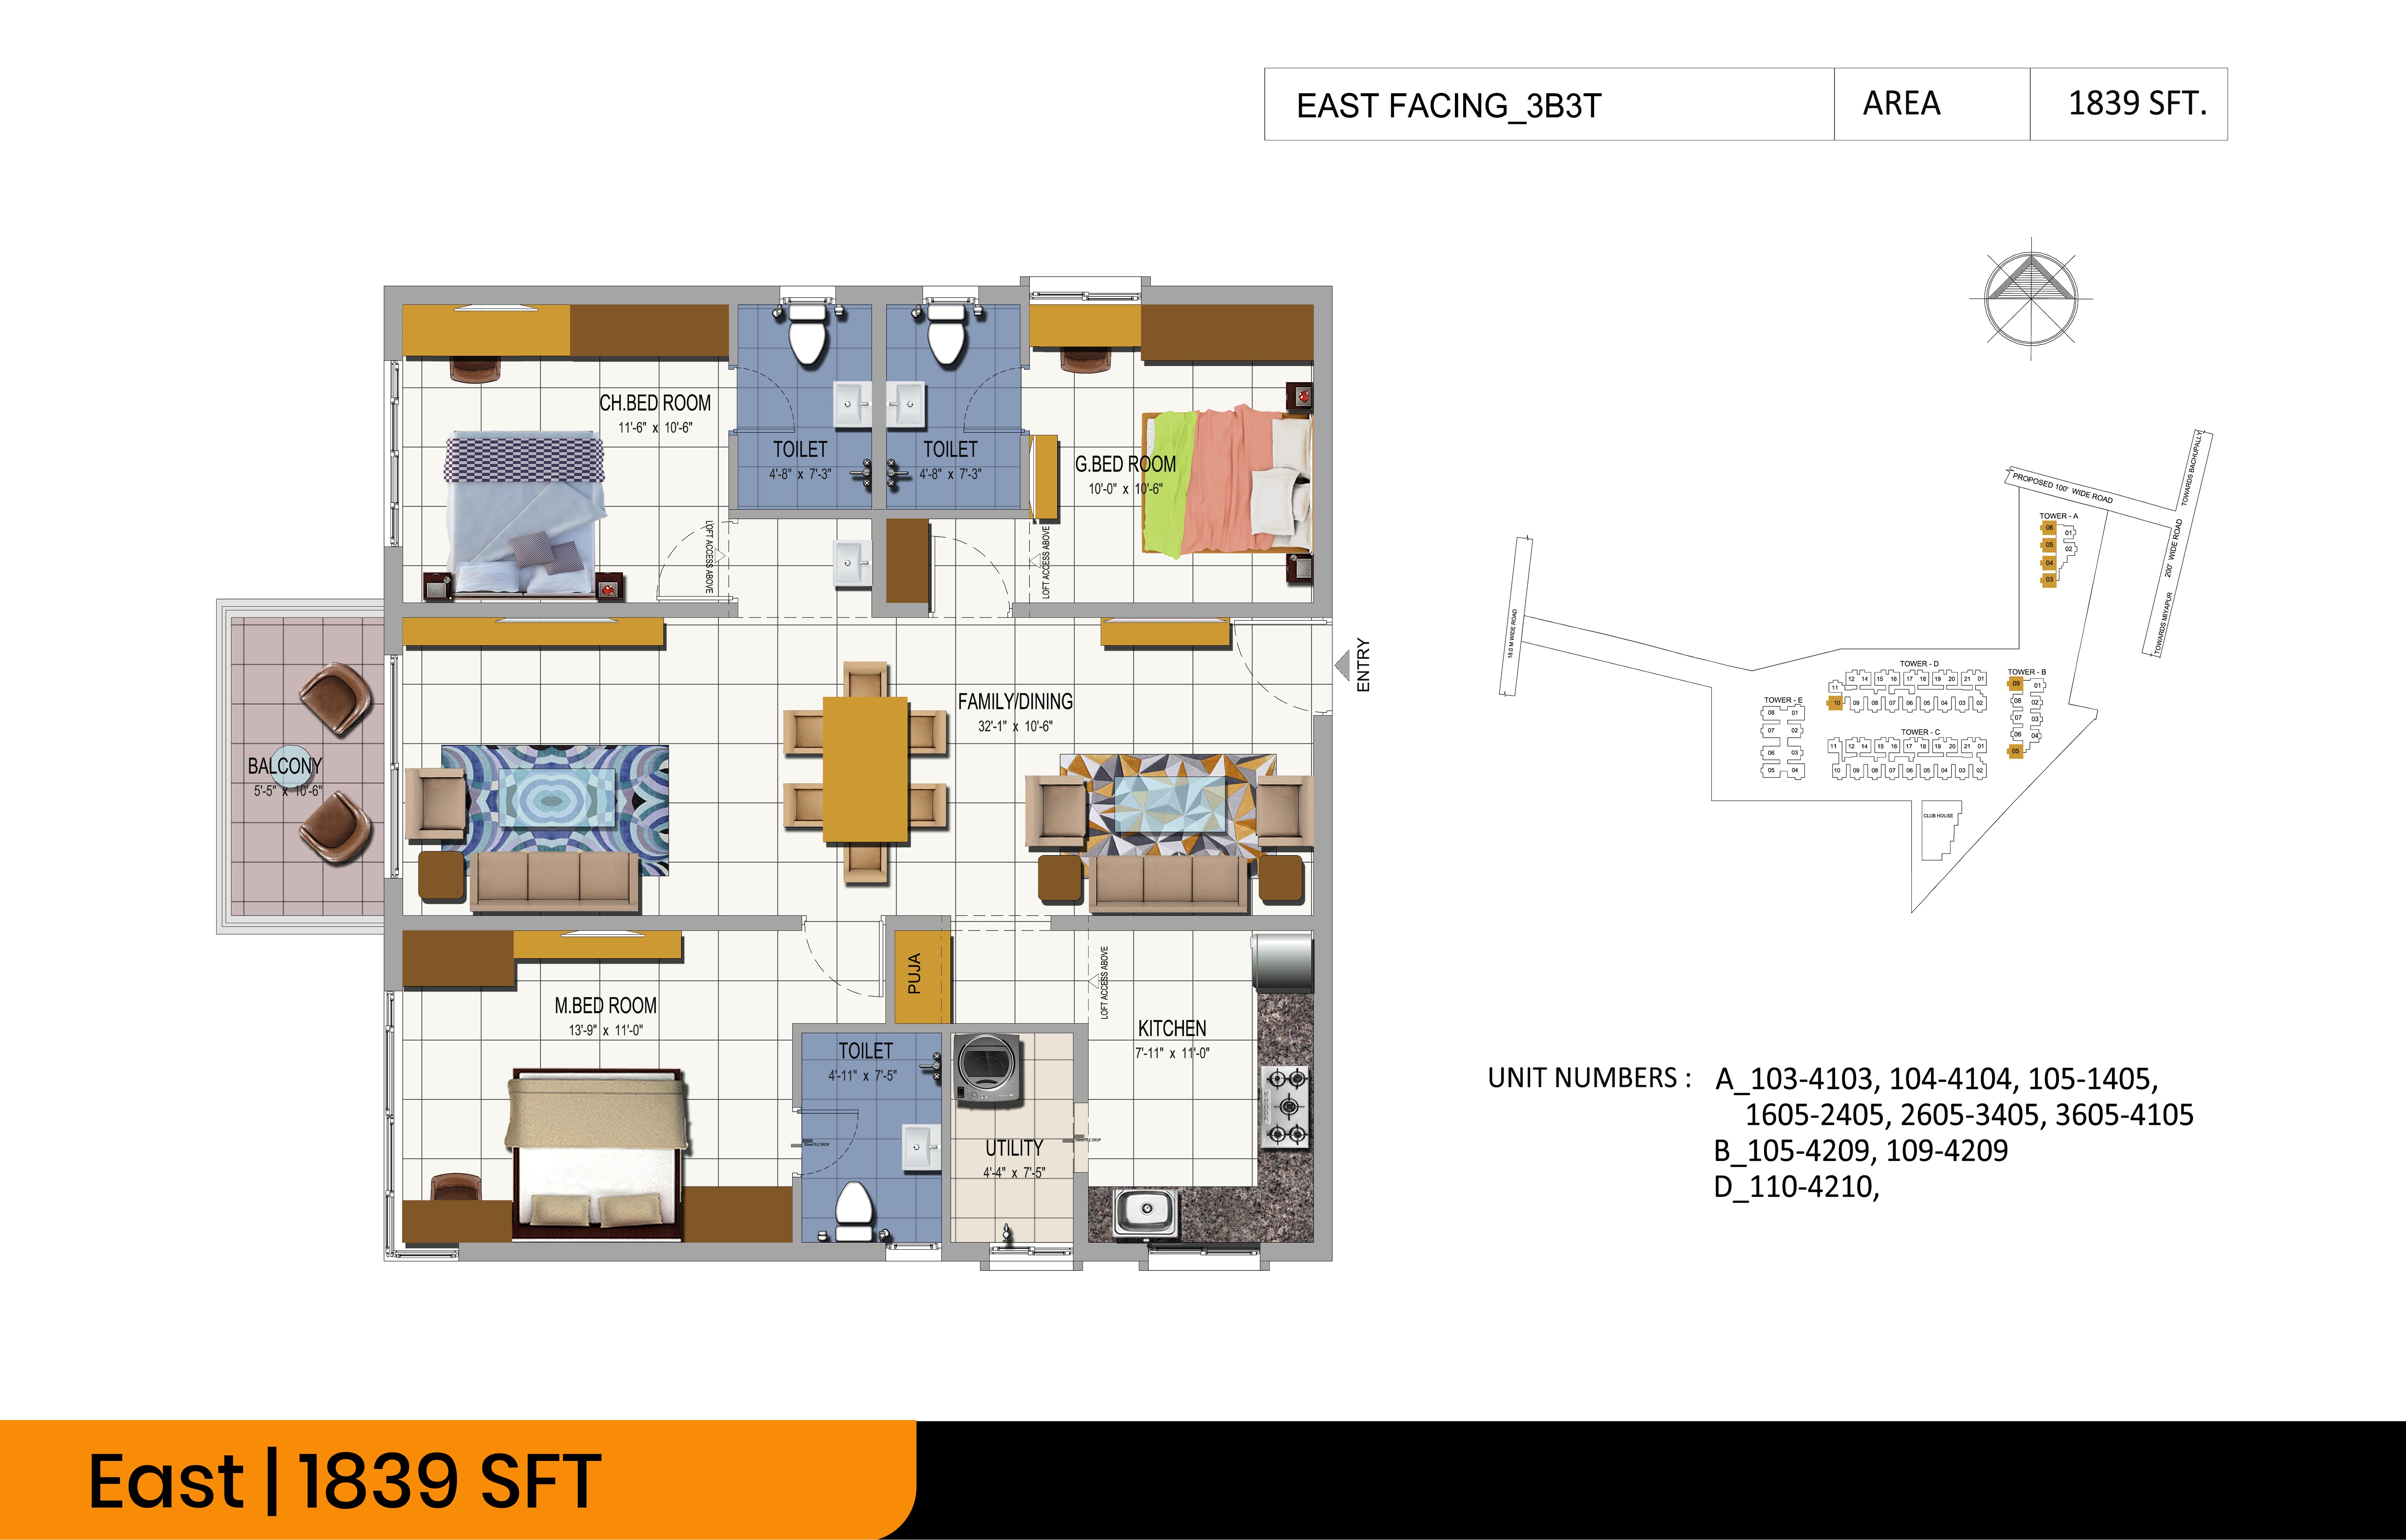 EAST FACING_3B3T AREA 1839 SFT.
CH.BED ROOM
11'-6" x 10'-6"
TOILET
4'-8" x 7'-3"
TOILET
4'-8" x 7'-3"
G.BED ROOM
10'-0" x 10'-6"
LOFT ACCESS ABOVE
LOFT ACCESS ABOVE
ENTRY
FAMILY/DINING
32'-1" x 10'-6"
BALCONY
5'-5" x 10'-6"
PUJA
LOFT ACCESS ABOVE
M.BED ROOM
13'-9" x 11'-0"
TOILET
4'-11" x 7'-5"
KITCHEN
7'-11" x 11'-0"
UTILITY
4'-4" x 7'-5"
PROPOSED 100' WIDE ROAD
TOWARDS BACHUPALLY
200' WIDE ROAD
TOWARDS MIYAPUR
18.0 M WIDE ROAD
TOWER - A
06 01
05 02
04
03
TOWER - D
12 14 15 16 17 18 19 20 21 01
11
10 09 08 07 06 05 04 03 02
TOWER - B
09 01
08 02
07 03
06 04
05
TOWER - E
08 01
07 02
06 03
05 04
TOWER - C
11 12 14 15 16 17 18 19 20 21 01
10 09 08 07 06 05 04 03 02
CLUB HOUSE
UNIT NUMBERS : A_103-4103, 104-4104, 105-1405,
1605-2405, 2605-3405, 3605-4105
B_105-4209, 109-4209
D_110-4210,
East | 1839 SFT